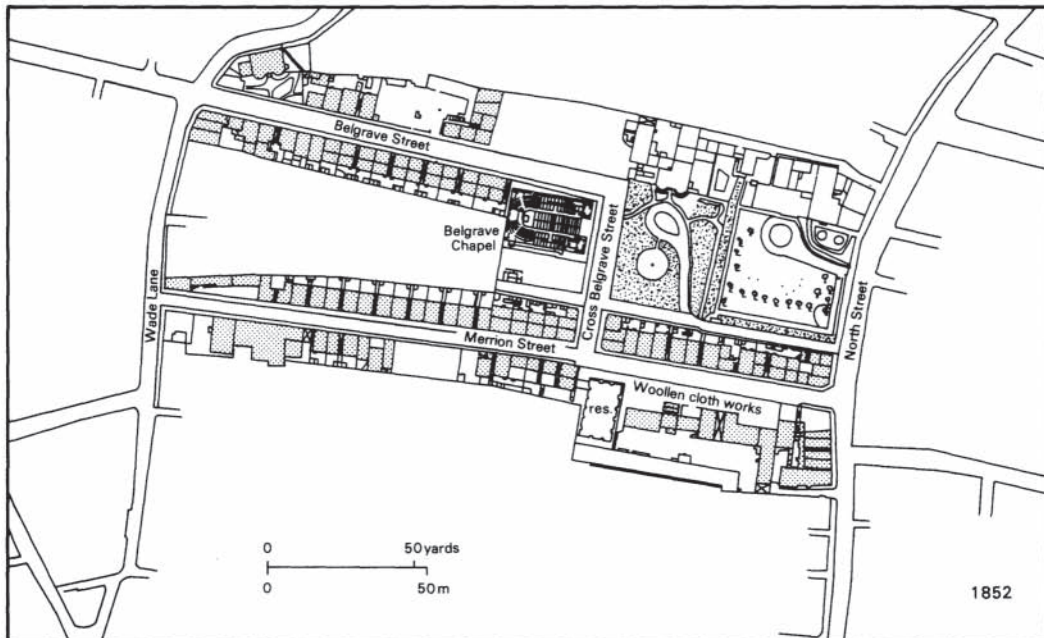 Belgrave Street
Belgrave
Chapel
Cross Belgrave Street
Wade Lane
Merrion Street
North Street
Woollen cloth works
res.
0 50 yards
0 50 m
1852